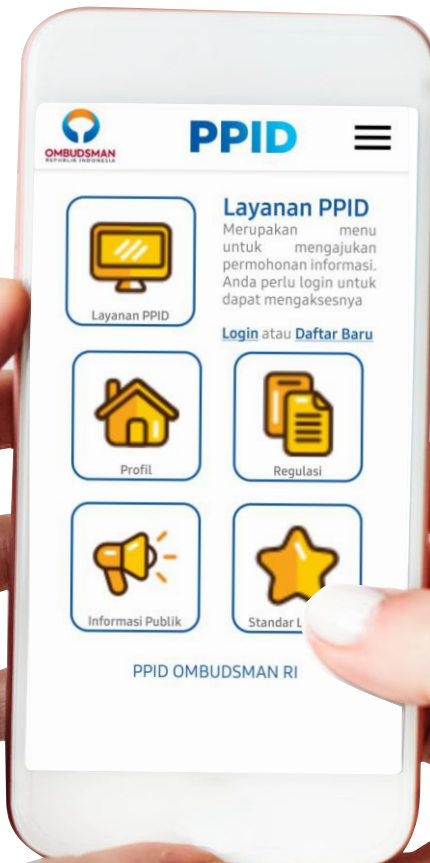 OMBUDSMAN
REPUBLIK INDONESIA
PPID
Layanan PPID
Layanan PPID
Merupakan menu
untuk mengajukan
permohonan informasi.
Anda perlu login untuk
dapat mengaksesnya
Login atau Daftar Baru
Profil
Regulasi
Informasi Publik
Standar
PPID OMBUDSMAN RI